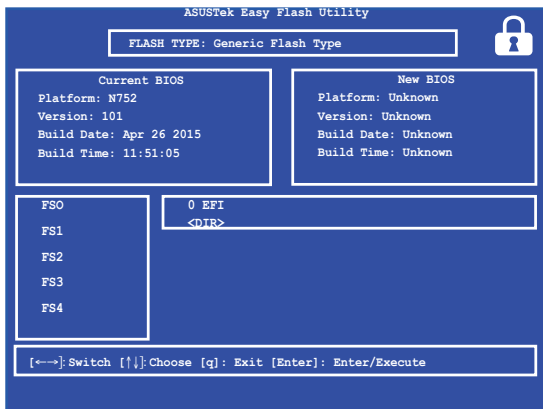 ASUSTek Easy Flash Utility
FLASH TYPE: Generic Flash Type
Current BIOS
Platform: N752
Version: 101
Build Date: Apr 26 2015
Build Time: 11:51:05
New BIOS
Platform: Unknown
Version: Unknown
Build Date: Unknown
Build Time: Unknown
FSO
FS1
FS2
FS3
FS4
0 EFI
<DIR>
[←→]: Switch [↑↓]: Choose [q]: Exit [Enter]: Enter/Execute